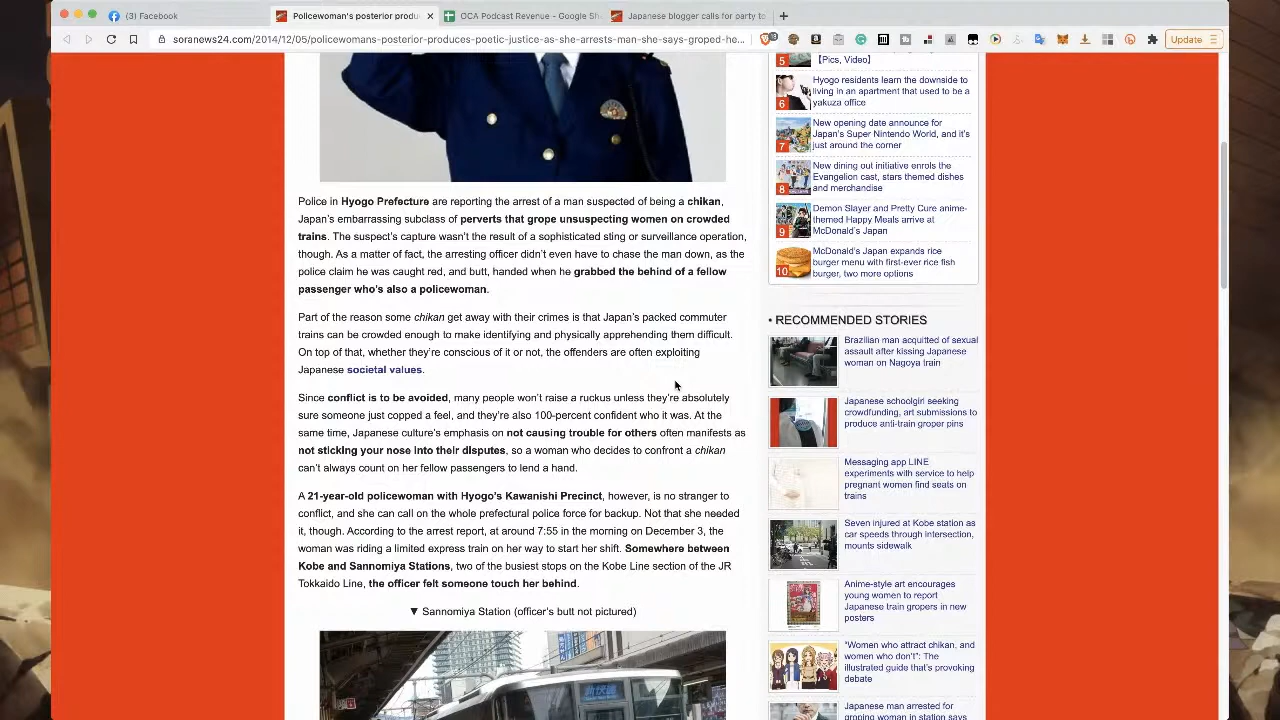 (3) Facebook
Policewoman's posterior produ
OCA Podcast Revenue - Google Sh
Japanese blogger calls for party to
soranews24.com/2014/12/05/policewomans-posterior-produces-poetic-justice-as-she-arrests-man-she-says-groped-he...
Update
Police in Hyogo Prefecture are reporting the arrest of a man suspected of being a chikan,
Japan's embarrassing subclass of perverts that grope unsuspecting women on crowded
trains. The suspect's capture wasn't the result of a sophisticated sting or surveillance operation,
though. As a matter of fact, the arresting officer didn't even have to chase the man down, as the
police claim he was caught red, and butt, handed when he grabbed the behind of a fellow
passenger who's also a policewoman.
Part of the reason some chikan get away with their crimes is that Japan's packed commuter
trains can be crowded enough to make identifying and physically apprehending them difficult.
On top of that, whether they're conscious of it or not, the offenders are often exploiting
Japanese societal values.
Since conflict is to be avoided, many people won't raise a ruckus unless they're absolutely
sure someone just copped a feel, and they're also 100-percent confident who it was. At the
same time, Japanese culture's emphasis on not causing trouble for others often manifests as
not sticking your nose into their disputes, so a woman who decides to confront a chikan
can't always count on her fellow passengers to lend a hand.
A 21-year-old policewoman with Hyogo's Kawanishi Precinct, however, is no stranger to
conflict, and she can call on the whole prefectural police force for backup. Not that she needed
it, though. According to the arrest report, at around 7:55 in the morning on December 3, the
woman was riding a limited express train on her way to start her shift. Somewhere between
Kobe and Sannomiya Stations, two of the busiest stops on the Kobe Line section of the JR
Tokkaido Line, the officer felt someone touch her behind.
▼ Sannomiya Station (officer's butt not pictured)
5
【Pics, Video】
6
Hyogo residents learn the downside to
living in an apartment that used to be a
yakuza office
7
New opening date announce for
Japan's Super Nintendo World, and it's
just around the corner
8
New dining out initiative enrols the
Evangelion cast, stars themed dishes
and merchandise
9
Demon Slayer and Pretty Cure anime-
themed Happy Meals arrive at
McDonald's Japan
10
McDonald's Japan expands rice
burger menu with first-ever rice fish
burger, two more options
• RECOMMENDED STORIES
Brazilian man acquitted of sexual
assault after kissing Japanese
woman on Nagoya train
Japanese schoolgirl seeking
crowdfunding, art submissions to
produce anti-train groper pins
Messaging app LINE
experiments with service to help
pregnant women find seats on
trains
Seven injured at Kobe station as
car speeds through intersection,
mounts sidewalk
Anime-style art encourages
young women to report
Japanese train gropers in new
posters
"Women who attract chikan, and
women who don't": The
illustrated guide that's provoking
debate
Japanese man arrested for
groping woman in station says